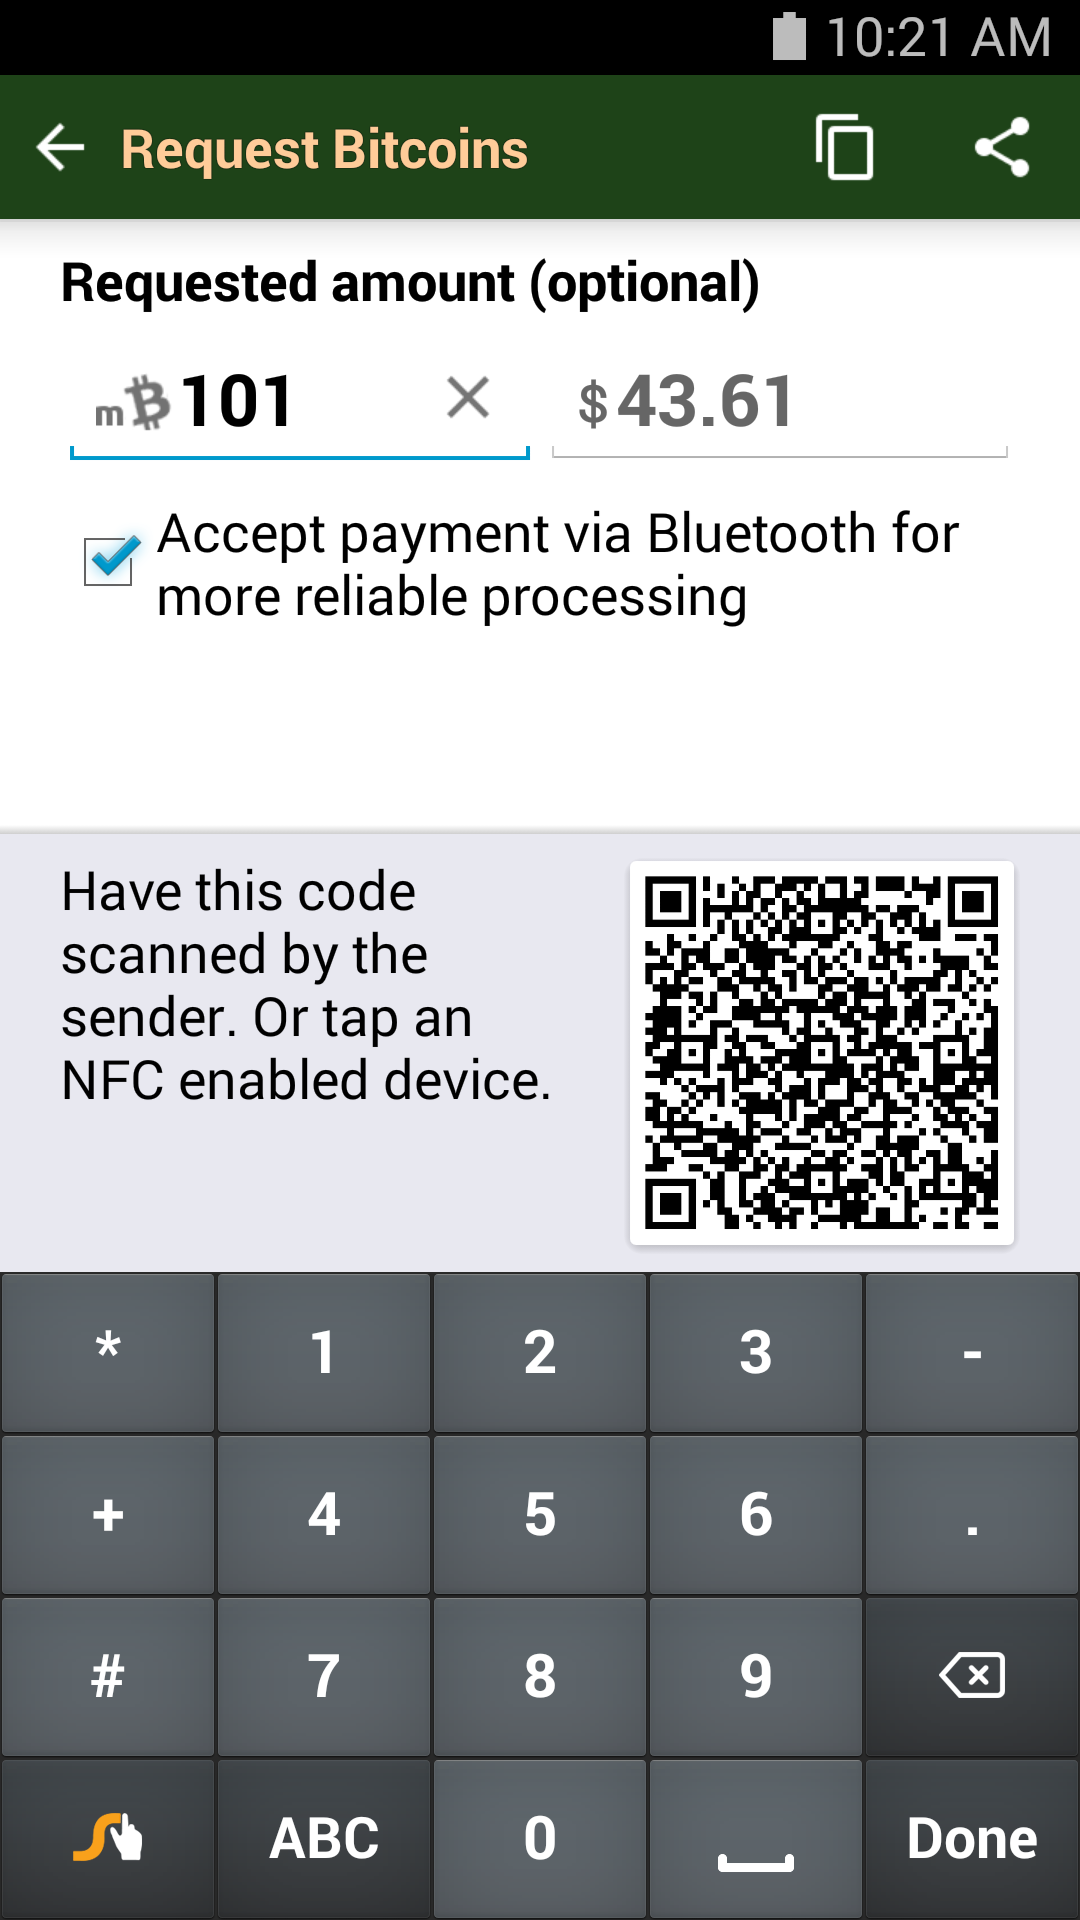 10:21 AM
Request Bitcoins
Requested amount (optional)
m₿ 101 $ 43.61
Accept payment via Bluetooth for
more reliable processing
Have this code
scanned by the
sender. Or tap an
NFC enabled device.
* 1 2 3 -
+ 4 5 6 .
# 7 8 9
ABC 0 Done